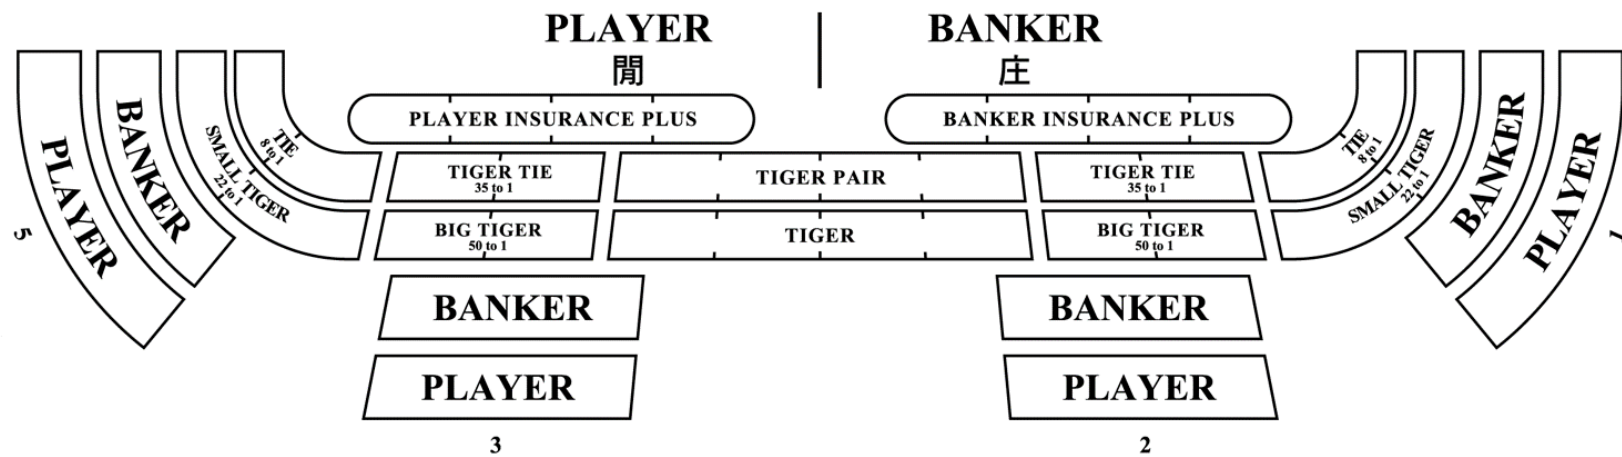 PLAYER
閒
BANKER
庄
PLAYER
BANKER
SMALL TIGER
22 to 1
TIE
8 to 1
PLAYER INSURANCE PLUS
BANKER INSURANCE PLUS
TIE
8 to 1
SMALL TIGER
22 to 1
BANKER
PLAYER
TIGER TIE
35 to 1
TIGER PAIR
TIGER TIE
35 to 1
BIG TIGER
50 to 1
TIGER
BIG TIGER
50 to 1
5
1
BANKER
BANKER
PLAYER
PLAYER
3
2